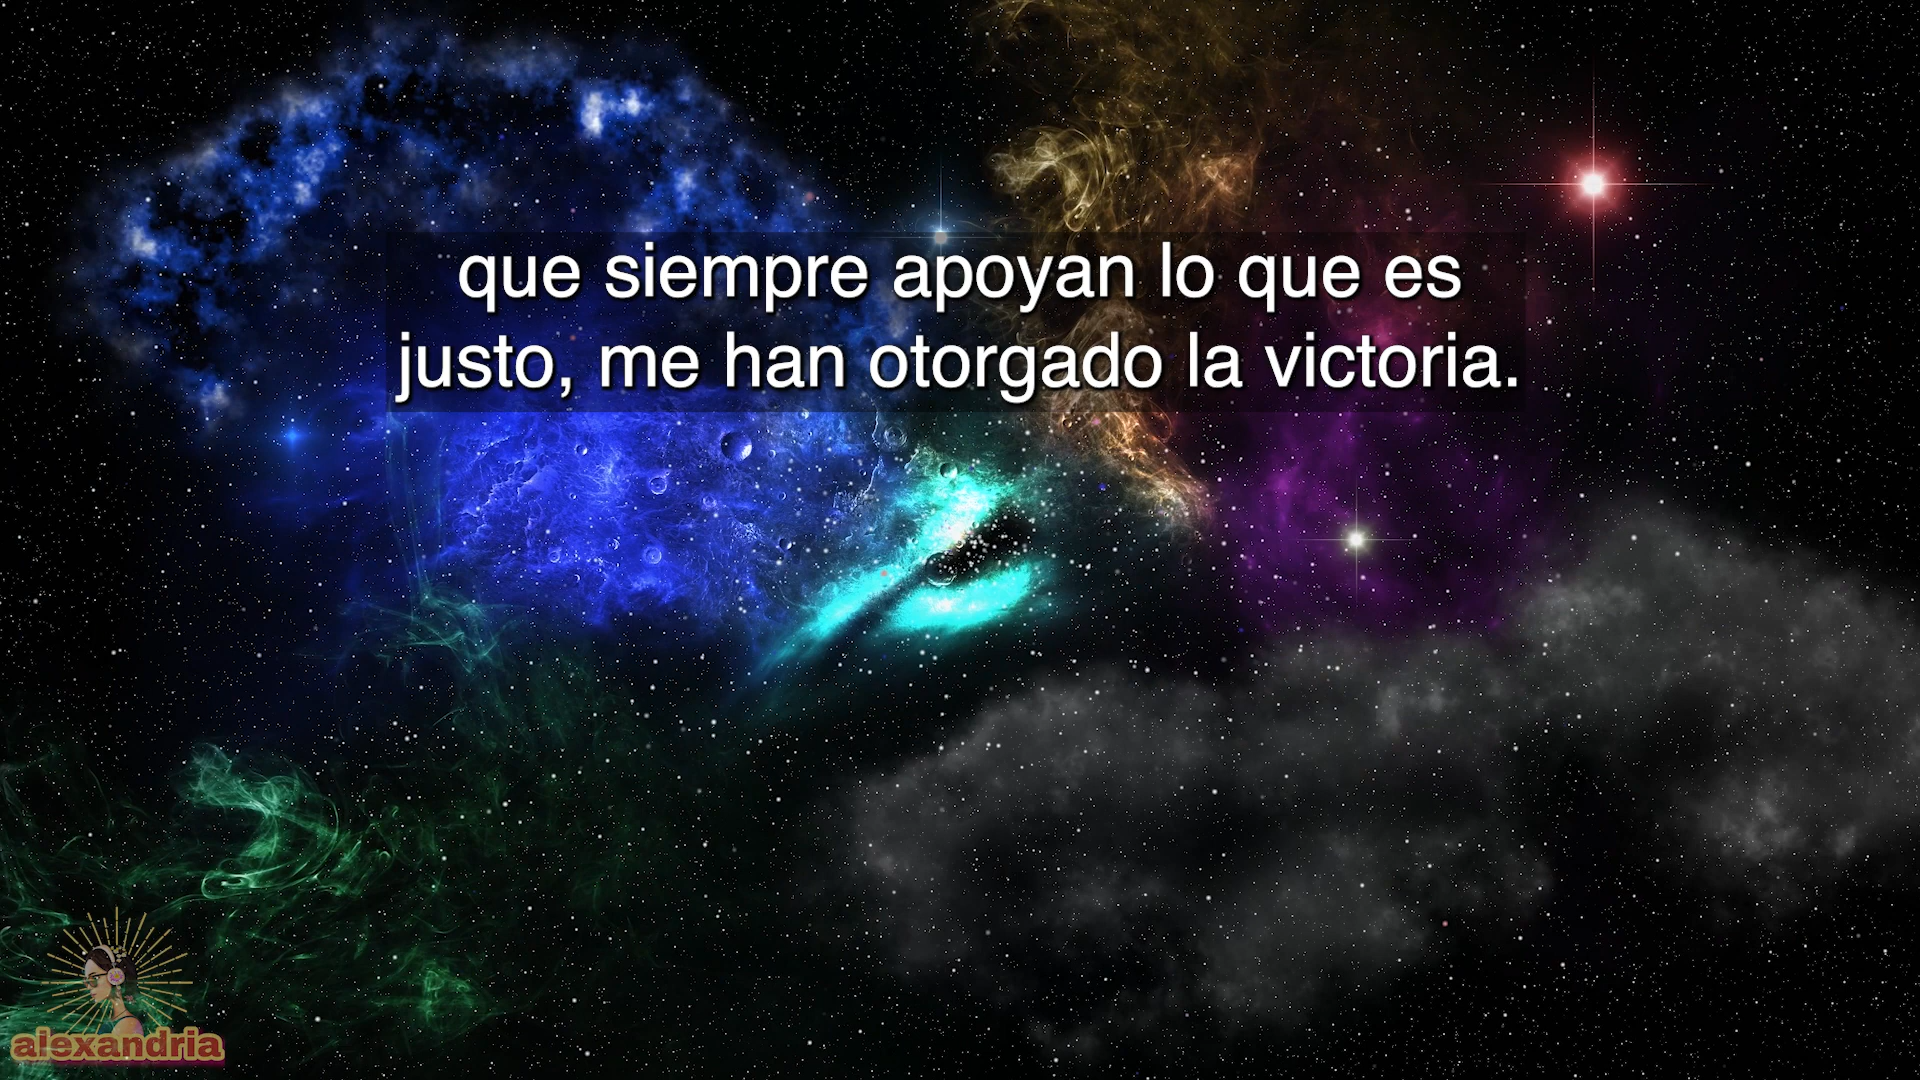 que siempre apoyan lo que es
justo, me han otorgado la victoria.
alexandria